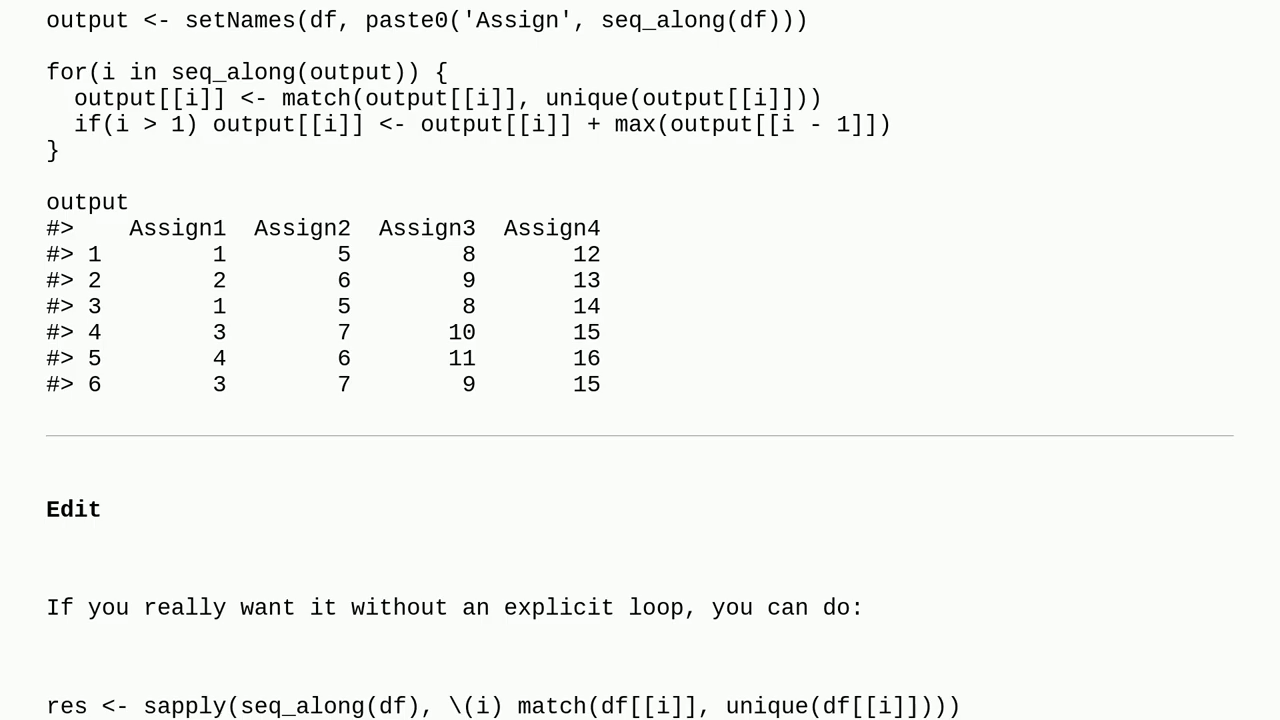 output <- setNames(df, paste0('Assign', seq_along(df)))
for(i in seq_along(output)) {
  output[[i]] <- match(output[[i]], unique(output[[i]]))
  if(i > 1) output[[i]] <- output[[i]] + max(output[[i - 1]])
}
output
#>    Assign1  Assign2  Assign3  Assign4
#> 1        1        5        8       12
#> 2        2        6        9       13
#> 3        1        5        8       14
#> 4        3        7       10       15
#> 5        4        6       11       16
#> 6        3        7        9       15
Edit
If you really want it without an explicit loop, you can do:
res <- sapply(seq_along(df), \(i) match(df[[i]], unique(df[[i]])))